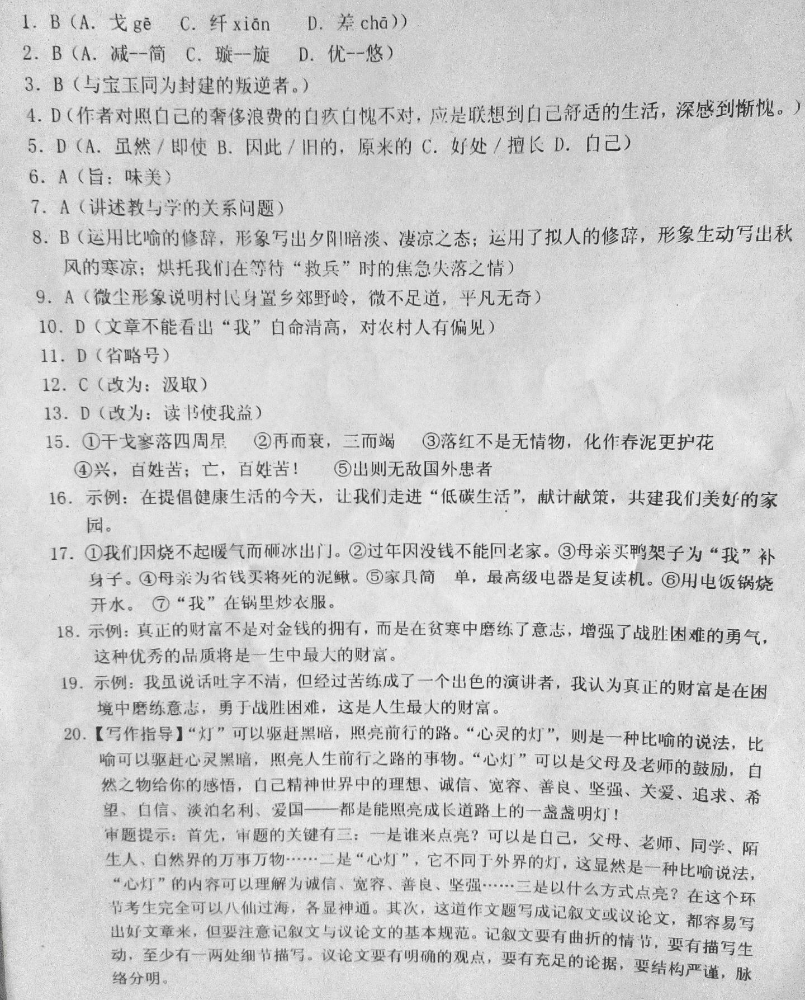 1. B（A. 戈 gē C. 纤 xiān D. 差 chā））
2. B（A. 减--简 C. 璇--旋 D. 优--悠）
3. B（与宝玉同为封建的叛逆者。）
4. D（作者对照自己的奢侈浪费的自疚自愧不对，应是联想到自己舒适的生活，深感到惭愧。）
5. D（A. 虽然／即使 B. 因此／旧的，原来的 C. 好处／擅长 D. 自己）
6. A（旨：味美）
7. A（讲述教与学的关系问题）
8. B（运用比喻的修辞，形象写出夕阳暗淡、凄凉之态；运用了拟人的修辞，形象生动写出秋
风的寒凉；烘托我们在等待“救兵”时的焦急失落之情）
9. A（微尘形象说明村民身置乡郊野岭，微不足道，平凡无奇）
10. D（文章不能看出“我”自命清高，对农村人有偏见）
11. D（省略号）
12. C（改为：汲取）
13. D（改为：读书使我益）
15. ①干戈寥落四周星 ②再而衰，三而竭 ③落红不是无情物，化作春泥更护花
④兴，百姓苦；亡，百姓苦！ ⑤出则无敌国外患者
16. 示例：在提倡健康生活的今天，让我们走进“低碳生活”，献计献策，共建我们美好的家
园。
17. ①我们因烧不起暖气而砸冰出门。②过年因没钱不能回老家。③母亲买鸭架子为“我”补
身子。④母亲为省钱买将死的泥鳅。⑤家具简 单，最高级电器是复读机。⑥用电饭锅烧
开水。 ⑦“我”在锅里炒衣服。
18. 示例：真正的财富不是对金钱的拥有，而是在贫寒中磨练了意志，增强了战胜困难的勇气，
这种优秀的品质将是一生中最大的财富。
19. 示例：我虽说话吐字不清，但经过苦练成了一个出色的演讲者，我认为真正的财富是在困
境中磨练意志，勇于战胜困难，这是人生最大的财富。
20.【写作指导】“灯”可以驱赶黑暗，照亮前行的路。“心灵的灯”，则是一种比喻的说法，比
喻可以驱赶心灵黑暗，照亮人生前行之路的事物。“心灯”可以是父母及老师的鼓励，自
然之物给你的感悟，自己精神世界中的理想、诚信、宽容、善良、坚强、关爱、追求、希
望、自信、淡泊名利、爱国——都是能照亮成长道路上的一盏盏明灯！
审题提示：首先，审题的关键有三：一是谁来点亮？可以是自己，父母、老师、同学、陌
生人、自然界的万事万物……二是“心灯”，它不同于外界的灯，这显然是一种比喻说法，
“心灯”的内容可以理解为诚信、宽容、善良、坚强……三是以什么方式点亮？在这个环
节考生完全可以八仙过海，各显神通。其次，这道作文题写成记叙文或议论文，都容易写
出好文章来，但要注意记叙文与议论文的基本规范。记叙文要有曲折的情节，要有描写生
动，至少有一两处细节描写。议论文要有明确的观点，要有充足的论据，要结构严谨，脉
络分明。